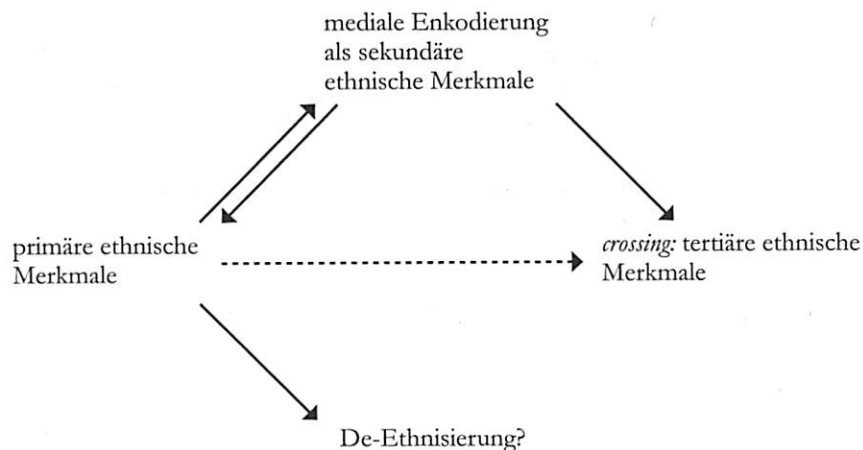 mediale Enkodierung
als sekundäre
ethnische Merkmale
primäre ethnische
Merkmale
crossing: tertiäre ethnische
Merkmale
De-Ethnisierung?